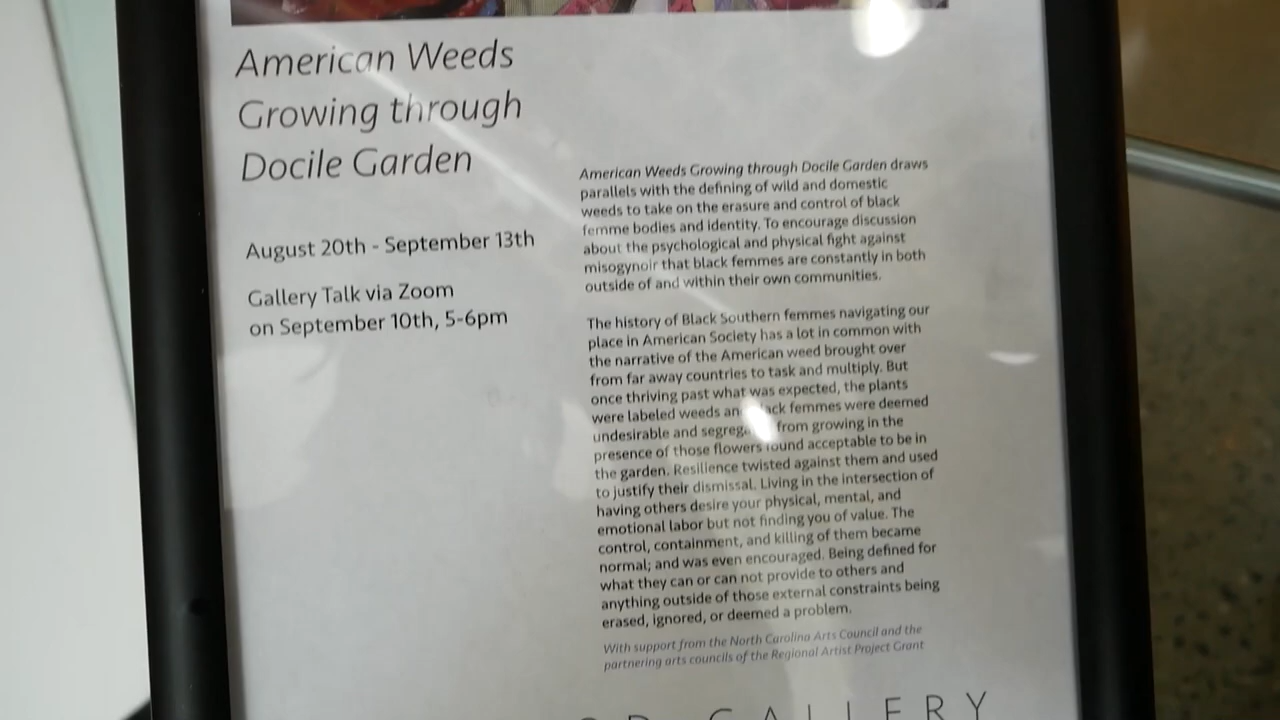 American Weeds
Growing through
Docile Garden
August 20th - September 13th
Gallery Talk via Zoom
on September 10th, 5-6pm
American Weeds Growing through Docile Garden draws
parallels with the defining of wild and domestic
weeds to take on the erasure and control of black
femme bodies and identity. To encourage discussion
about the psychological and physical fight against
misogynoir that black femmes are constantly in both
outside of and within their own communities.
The history of Black Southern femmes navigating our
place in American Society has a lot in common with
the narrative of the American weed brought over
from far away countries to task and multiply. But
once thriving past what was expected, the plants
were labeled weeds and black femmes were deemed
undesirable and from growing in the
presence of those flowers found acceptable to be in
the garden. Resilience twisted against them and used
to justify their dismissal. Living in the intersection of
having others desire your physical, mental, and
emotional labor but not finding you of value. The
control, containment, and killing of them became
normal; and was even encouraged. Being defined for
what they can or can not provide to others and
anything outside of those external constraints being
erased, ignored, or deemed a problem.
With support from the North Carolina Arts Council and the
partnering arts councils of the Regional Artist Project Grant
GALLERY